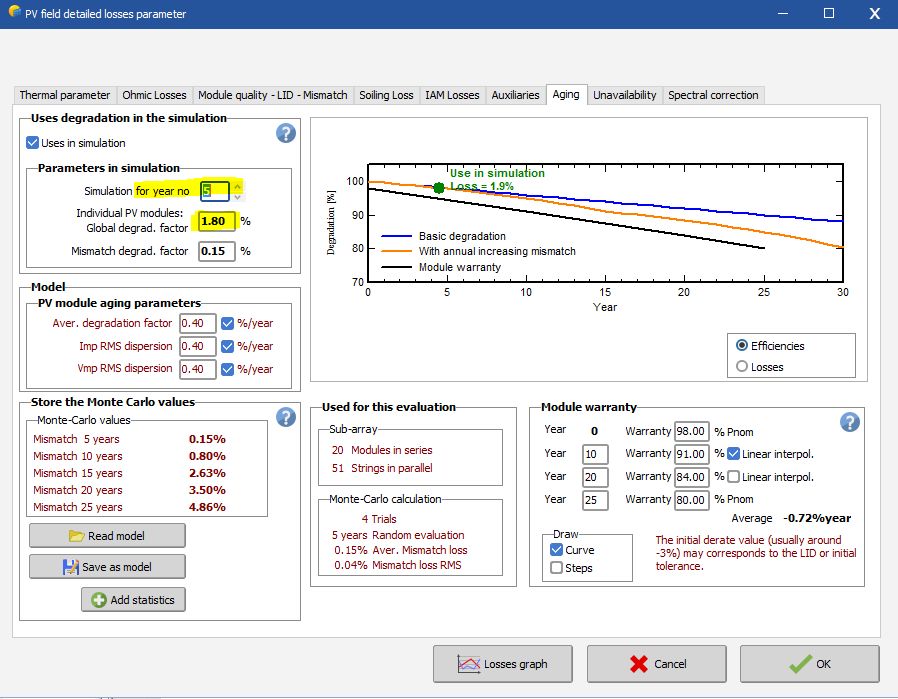 PV field detailed losses parameter
Thermal parameter Ohmic Losses Module quality - LID - Mismatch Soiling Loss IAM Losses Auxiliaries Aging Unavailability Spectral correction
Uses degradation in the simulation
?
Uses in simulation
Parameters in simulation
Simulation for year no 5
Individual PV modules:
Global degrad. factor 1.80 %
Mismatch degrad. factor 0.15 %
Model
PV module aging parameters
Aver. degradation factor 0.40 %/year
Imp RMS dispersion 0.40 %/year
Vmp RMS dispersion 0.40 %/year
Store the Monte Carlo values
?
Monte-Carlo values
Mismatch 5 years 0.15%
Mismatch 10 years 0.80%
Mismatch 15 years 2.63%
Mismatch 20 years 3.50%
Mismatch 25 years 4.86%
Read model
Save as model
Add statistics
Use in simulation
Loss = 1.9%
Degradation [%]
100
90
80
70
Basic degradation
With annual increasing mismatch
Module warranty
0 5 10 15 20 25 30
Year
Efficiencies
Losses
Used for this evaluation
Sub-array
20 Modules in series
51 Strings in parallel
Monte-Carlo calculation
4 Trials
5 years Random evaluation
0.15% Aver. Mismatch loss
0.04% Mismatch loss RMS
Module warranty
?
Year 0 Warranty 98.00 % Pnom
Year 10 Warranty 91.00 % Linear interpol.
Year 20 Warranty 84.00 % Linear interpol.
Year 25 Warranty 80.00 % Pnom
Average -0.72%year
Draw
Curve
Steps
The initial derate value (usually around
-3%) may corresponds to the LID or initial
tolerance.
Losses graph Cancel OK